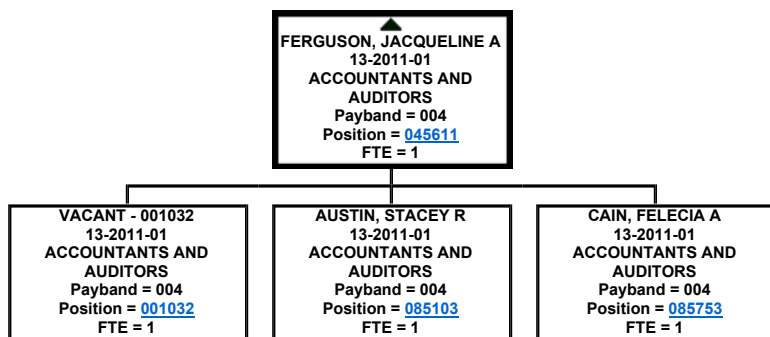 FERGUSON, JACQUELINE A
13-2011-01
ACCOUNTANTS AND
AUDITORS
Payband = 004
Position = 045611
FTE = 1
VACANT - 001032
13-2011-01
ACCOUNTANTS AND
AUDITORS
Payband = 004
Position = 001032
FTE = 1
AUSTIN, STACEY R
13-2011-01
ACCOUNTANTS AND
AUDITORS
Payband = 004
Position = 085103
FTE = 1
CAIN, FELECIA A
13-2011-01
ACCOUNTANTS AND
AUDITORS
Payband = 004
Position = 085753
FTE = 1